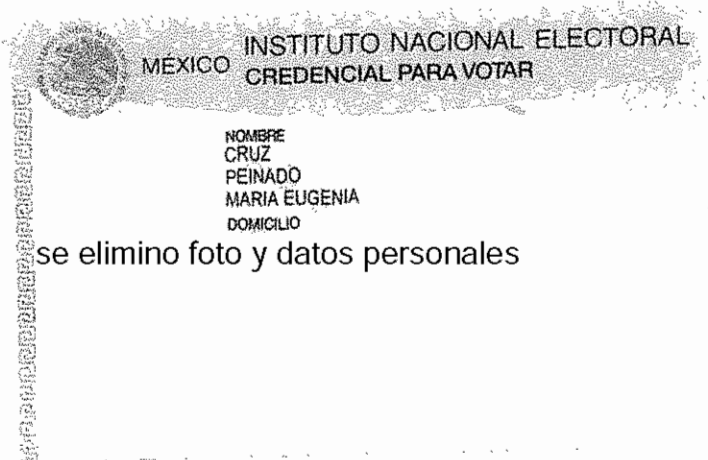 INSTITUTO NACIONAL ELECTORAL
MÉXICO CREDENCIAL PARA VOTAR
NOMBRE
CRUZ
PEINADO
MARIA EUGENIA
DOMICILIO
se elimino foto y datos personales